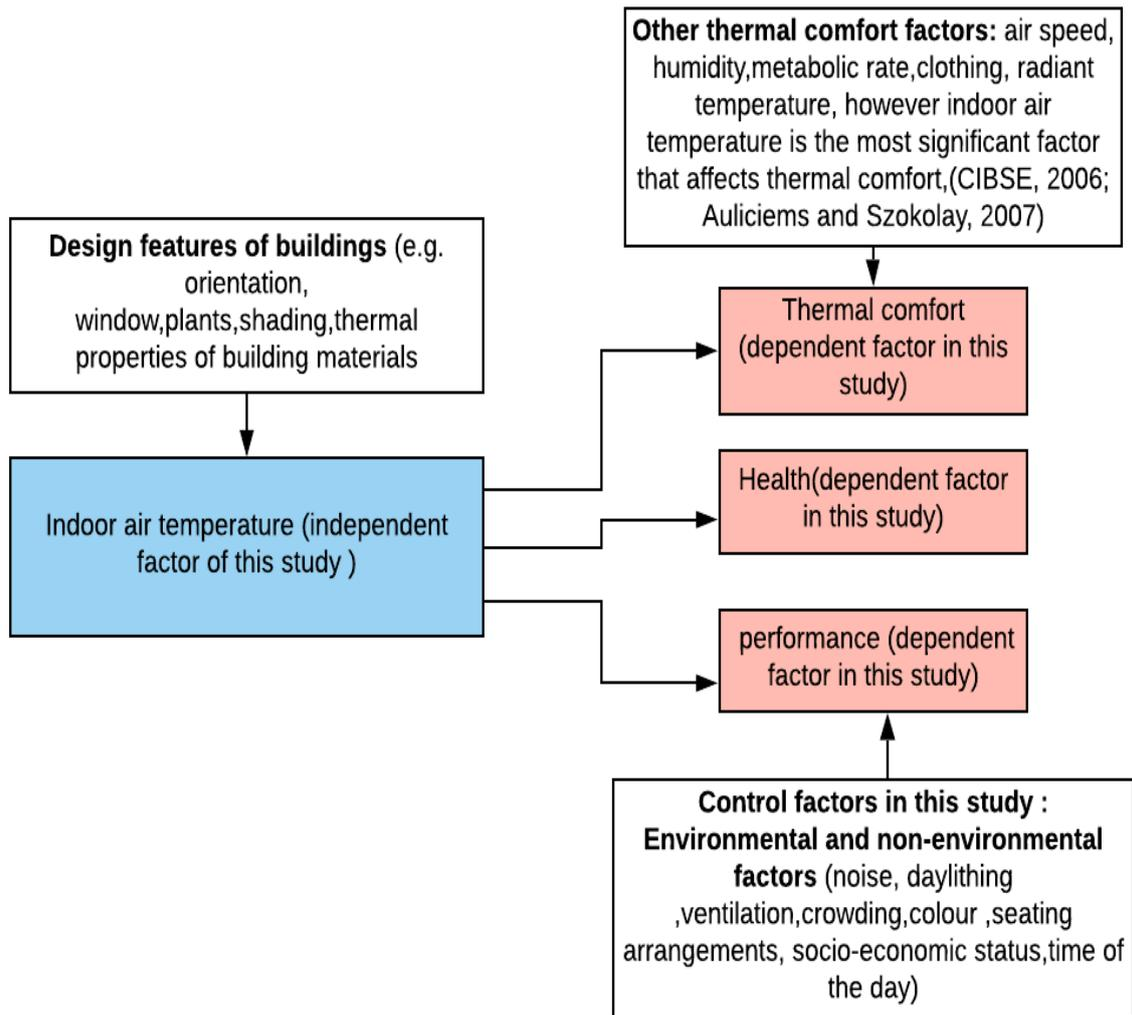 Other thermal comfort factors: air speed,
humidity,metabolic rate,clothing, radiant
temperature, however indoor air
temperature is the most significant factor
that affects thermal comfort,(CIBSE, 2006;
Auliciems and Szokolay, 2007)
Design features of buildings (e.g.
orientation,
window,plants,shading,thermal
properties of building materials
Thermal comfort
(dependent factor in this
study)
Indoor air temperature (independent
factor of this study )
Health(dependent factor
in this study)
performance (dependent
factor in this study)
Control factors in this study :
Environmental and non-environmental
factors (noise, daylithing
,ventilation,crowding,colour ,seating
arrangements, socio-economic status,time of
the day)